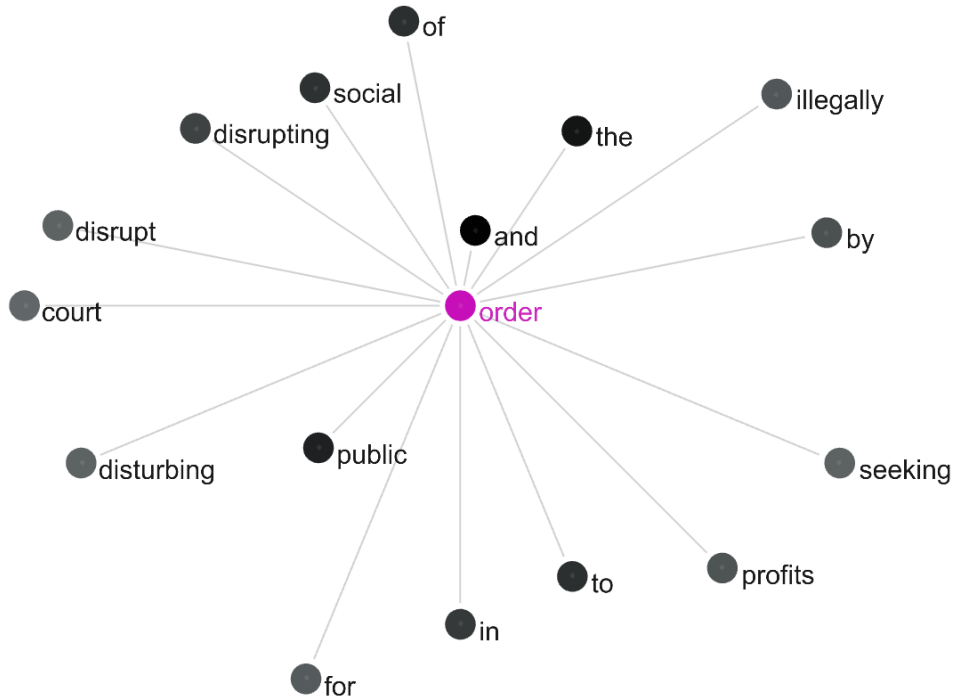 of
social
illegally
disrupting
the
disrupt
and
by
court
order
public
disturbing
seeking
to
profits
in
for